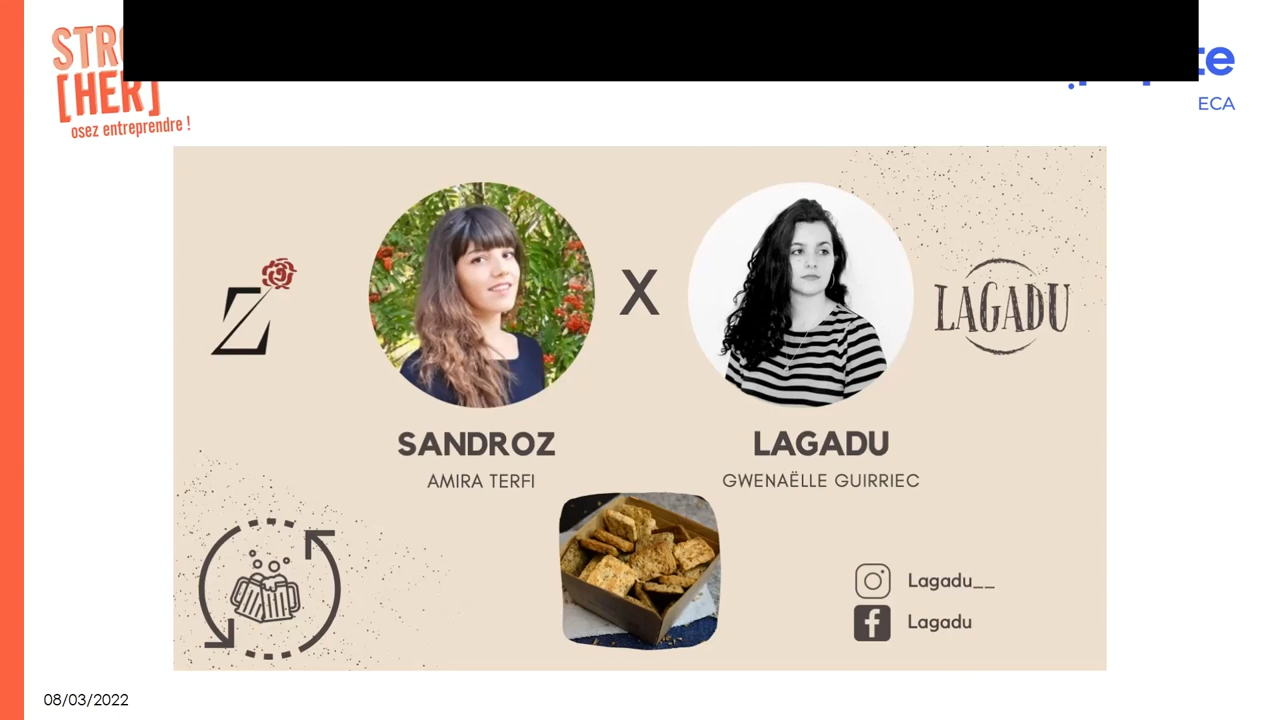 [HER]
osez entreprendre !
ECA
Z
X
LAGADU
SANDROZ
LAGADU
AMIRA TERFI
GWENAËLLE GUIRRIEC
Lagadu__
Lagadu
08/03/2022